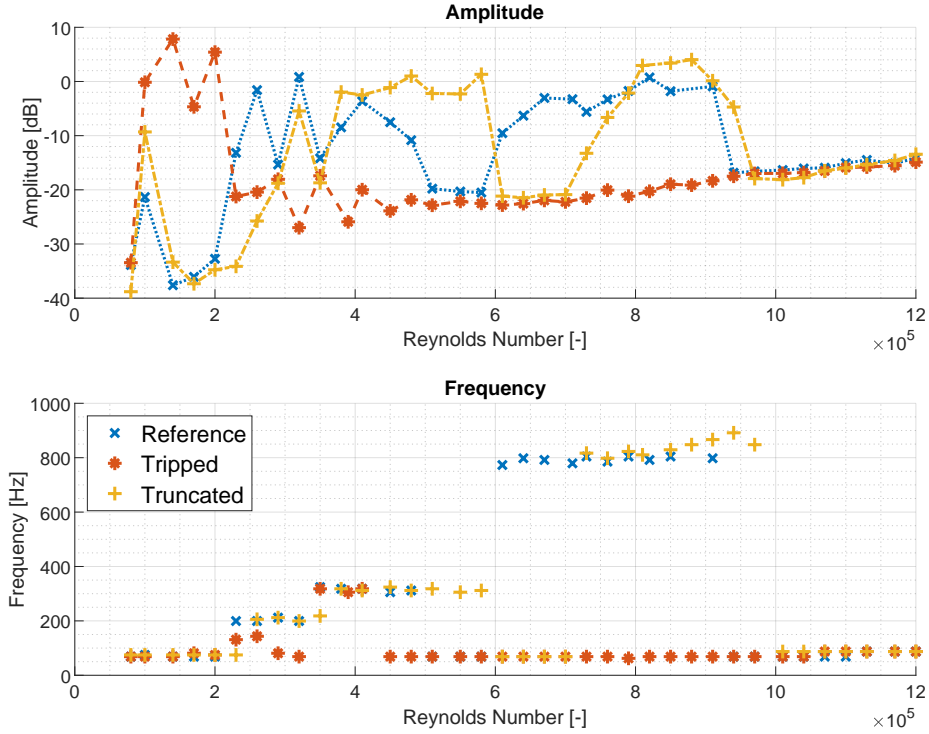 Amplitude
10
0
-10
-20
-30
-40
Amplitude [dB]
0 2 4 6 8 10 12
Reynolds Number [-]
×10^5
Frequency
1000
800
600
400
200
0
Frequency [Hz]
Reference
Tripped
Truncated
0 2 4 6 8 10 12
Reynolds Number [-]
×10^5